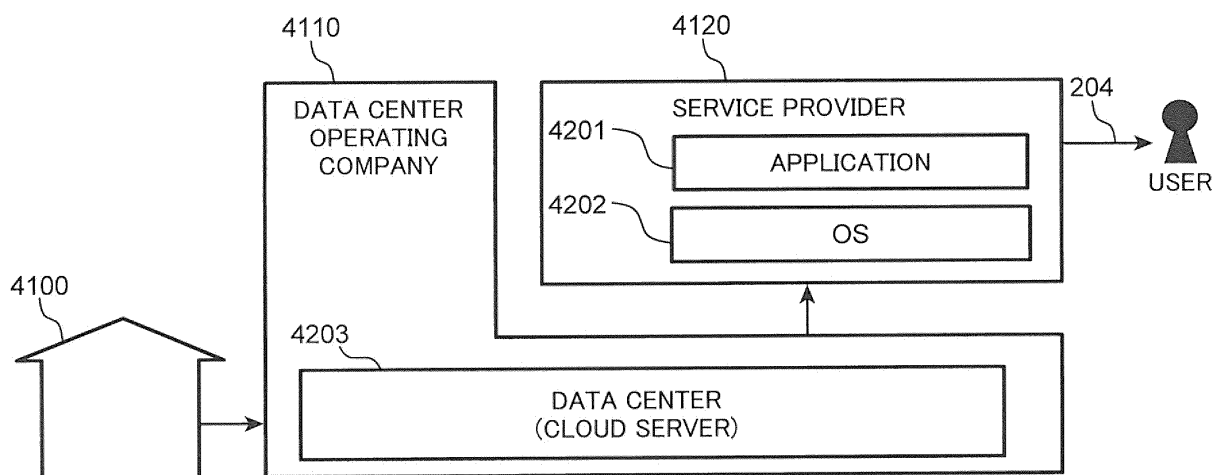 4110
DATA CENTER
OPERATING
COMPANY
4120
SERVICE PROVIDER
4201
APPLICATION
4202
OS
204
USER
4100
4203
DATA CENTER
(CLOUD SERVER)